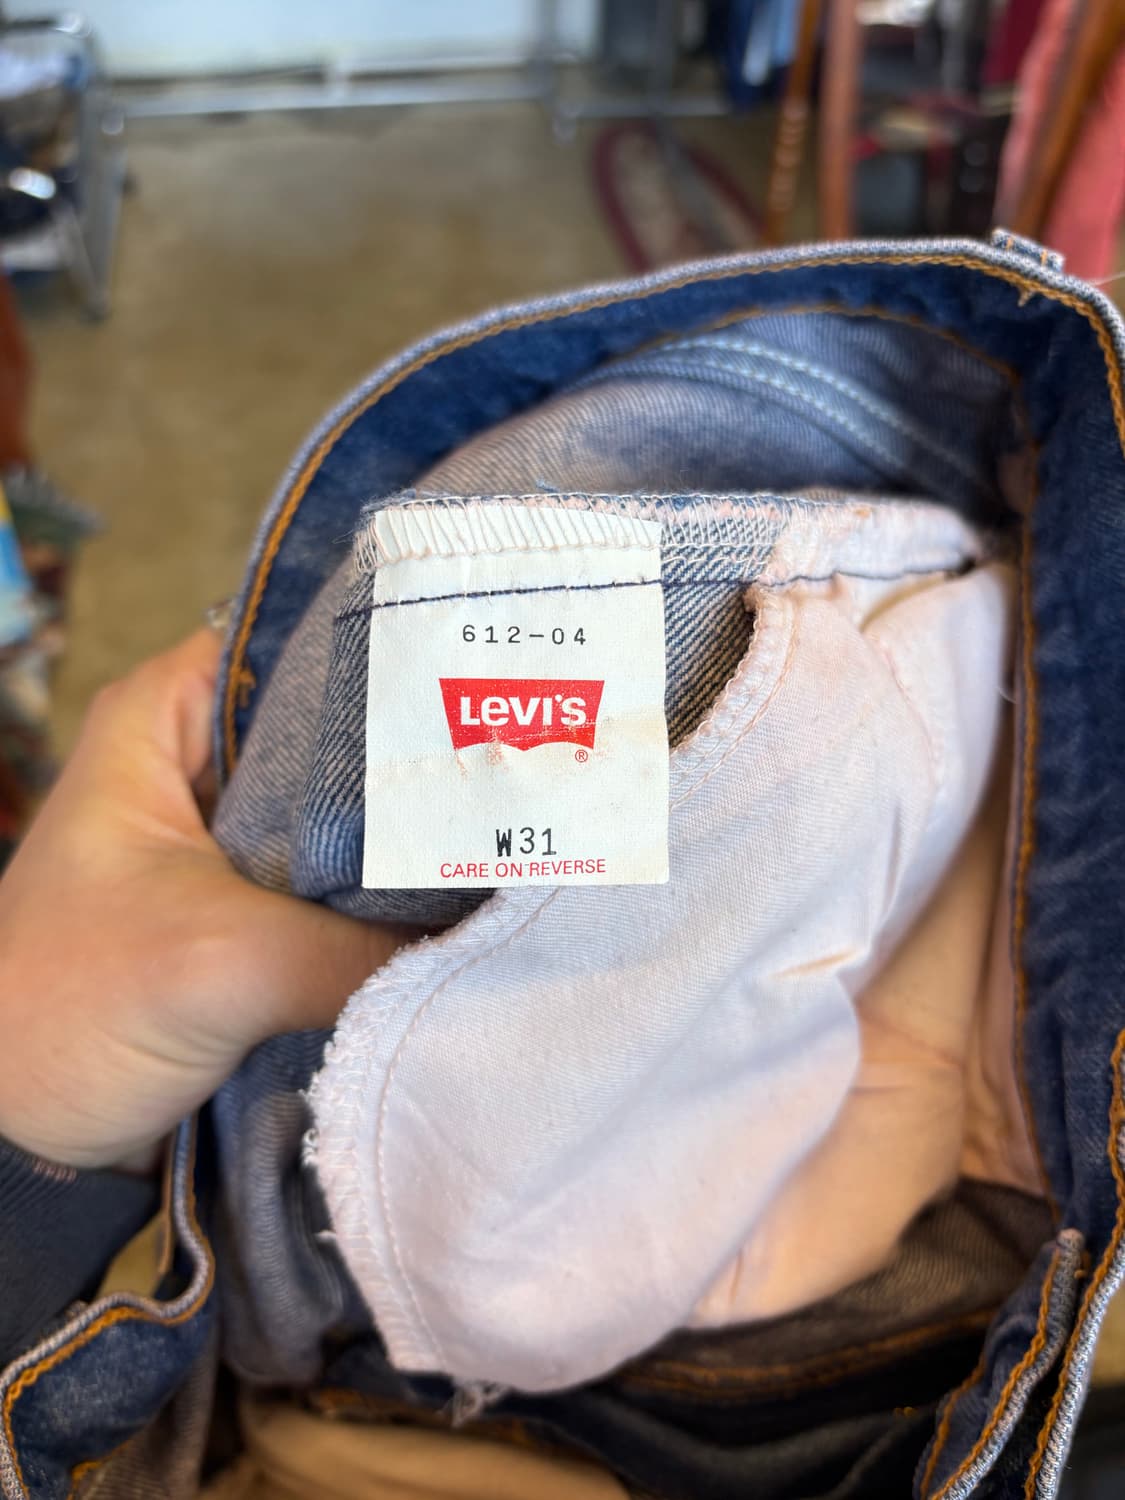 612-04
Levi's
®
W31
CARE ON REVERSE